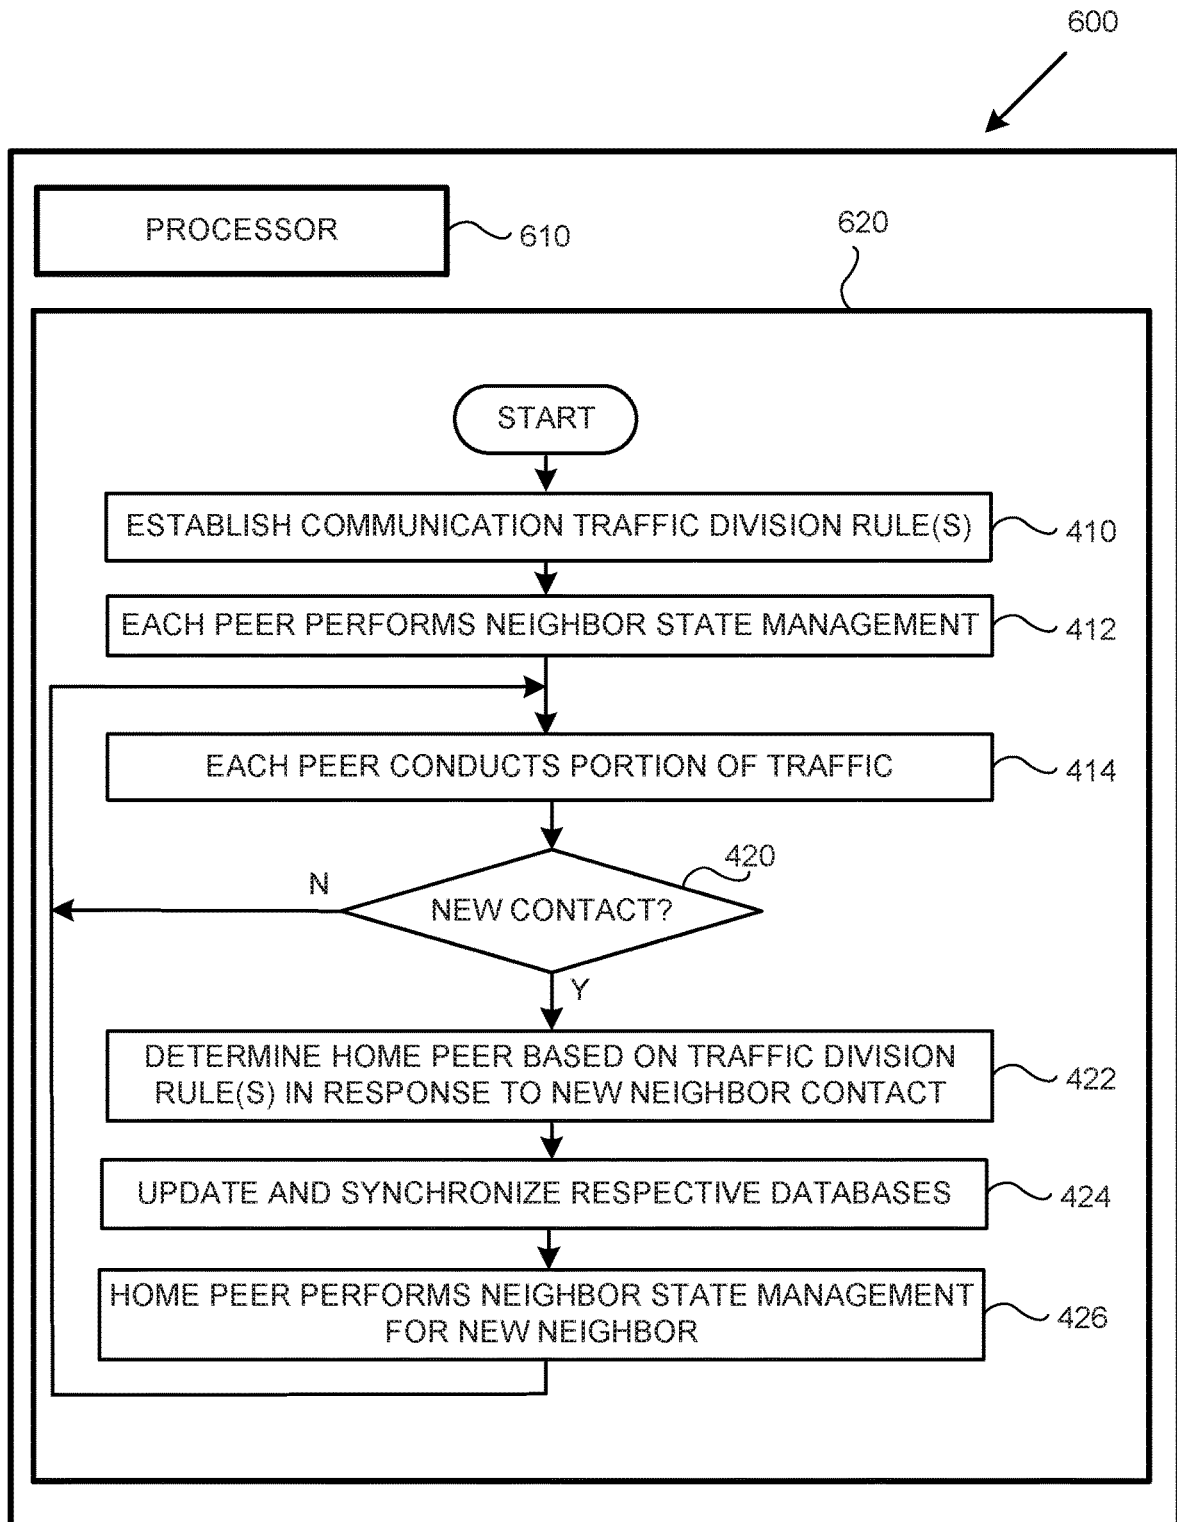 600
PROCESSOR
610
620
START
ESTABLISH COMMUNICATION TRAFFIC DIVISION RULE(S)
410
EACH PEER PERFORMS NEIGHBOR STATE MANAGEMENT
412
EACH PEER CONDUCTS PORTION OF TRAFFIC
414
420
N
NEW CONTACT?
Y
DETERMINE HOME PEER BASED ON TRAFFIC DIVISION
RULE(S) IN RESPONSE TO NEW NEIGHBOR CONTACT
422
UPDATE AND SYNCHRONIZE RESPECTIVE DATABASES
424
HOME PEER PERFORMS NEIGHBOR STATE MANAGEMENT
FOR NEW NEIGHBOR
426